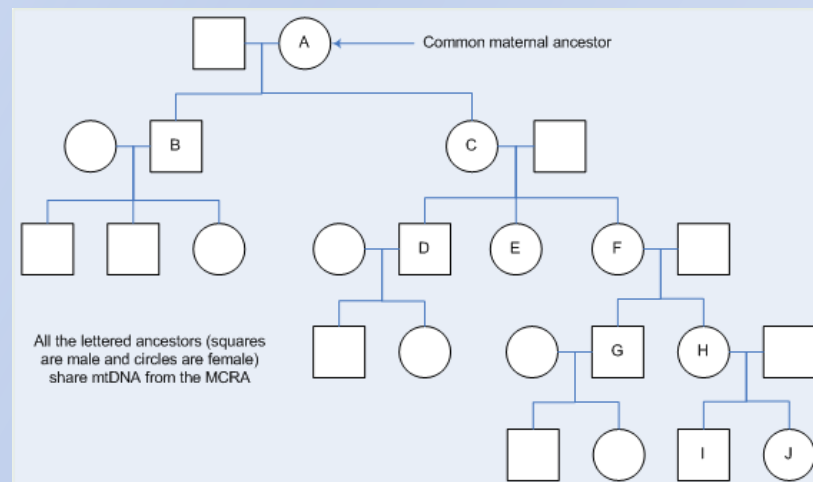 A
Common maternal ancestor
B
C
D
E
F
All the lettered ancestors (squares
are male and circles are female)
share mtDNA from the MCRA
G
H
I
J